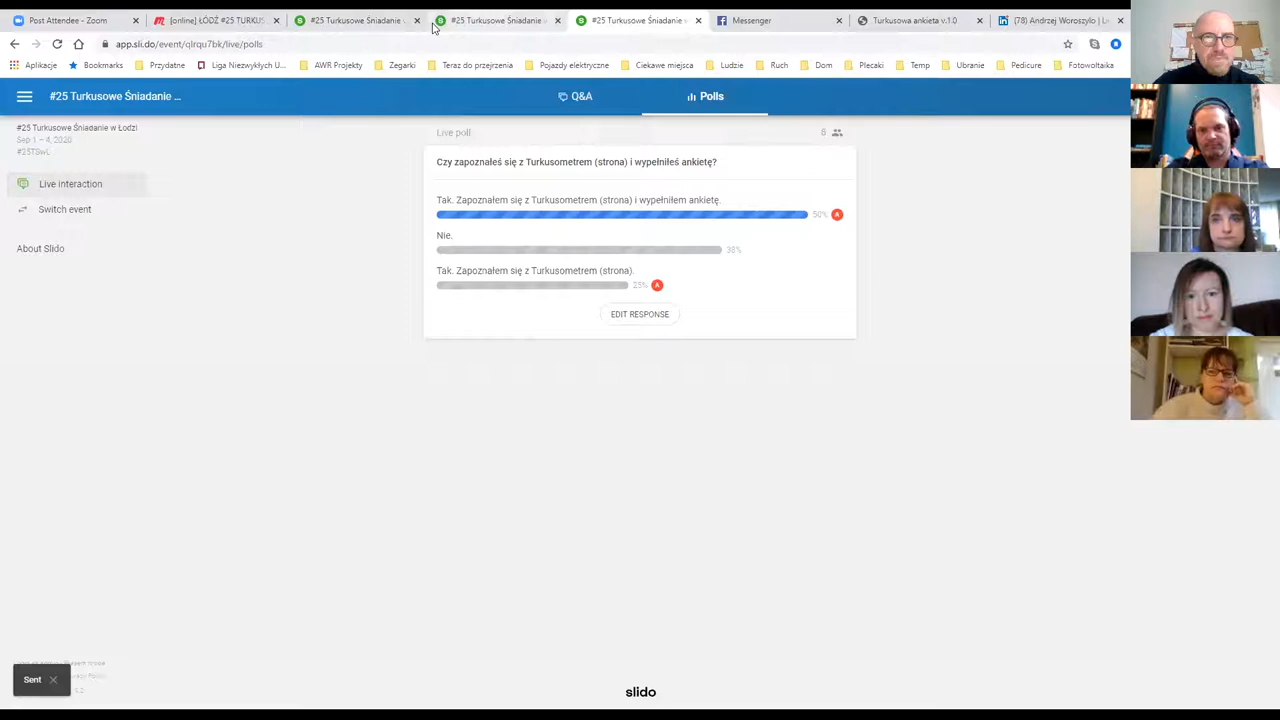 Post Attendee - Zoom
[online] ŁÓDŹ #25 TURKUS
#25 Turkusowe Śniadanie
#25 Turkusowe Śniadanie
#25 Turkusowe Śniadanie
Messenger
Turkusowa ankieta v.1.0
(78) Andrzej Woroszylo | Li
app.sli.do/event/qlrqu7bk/live/polls
Aplikacje
Bookmarks
Przydatne
Liga Niezwykłych U...
AWR Projekty
Zegarki
Teraz do przejrzenia
Pojazdy elektryczne
Ciekawe miejsca
Ludzie
Ruch
Dom
Plecaki
Temp
Ubranie
Pedicure
Fotowoltaika
#25 Turkusowe Śniadanie ...
Q&A
Polls
#25 Turkusowe Śniadanie w Łodzi
Sep 1 – 4, 2020
#25TSwL
Live interaction
Switch event
About Slido
Live poll
8
Czy zapoznałeś się z Turkusometrem (strona) i wypełniłeś ankietę?
Tak. Zapoznałem się z Turkusometrem (strona) i wypełniłem ankietę.
50% A
Nie.
38%
Tak. Zapoznałem się z Turkusometrem (strona).
25% A
EDIT RESPONSE
Sent
slido